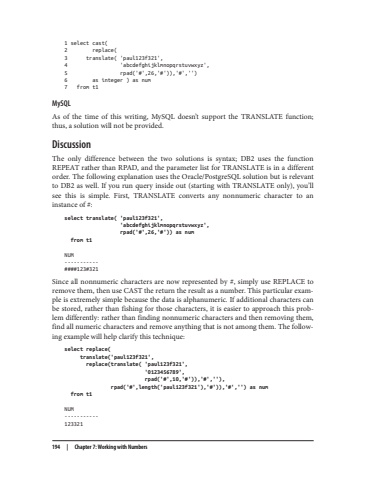 1 select cast(
2 replace(
3 translate( 'paul123f321',
4 'abcdefghijklmnopqrstuvwxyz',
5 rpad('#',26,'#')),'#','')
6 as integer ) as num
7 from t1
MySQL
As of the time of this writing, MySQL doesn't support the TRANSLATE function;
thus, a solution will not be provided.
Discussion
The only difference between the two solutions is syntax; DB2 uses the function
REPEAT rather than RPAD, and the parameter list for TRANSLATE is in a different
order. The following explanation uses the Oracle/PostgreSQL solution but is relevant
to DB2 as well. If you run query inside out (starting with TRANSLATE only), you'll
see this is simple. First, TRANSLATE converts any nonnumeric character to an
instance of #:
select translate( 'paul123f321',
'abcdefghijklmnopqrstuvwxyz',
rpad('#',26,'#')) as num
from t1
NUM
-----------
####123#321
Since all nonnumeric characters are now represented by #, simply use REPLACE to
remove them, then use CAST the return the result as a number. This particular exam-
ple is extremely simple because the data is alphanumeric. If additional characters can
be stored, rather than fishing for those characters, it is easier to approach this prob-
lem differently: rather than finding nonnumeric characters and then removing them,
find all numeric characters and remove anything that is not among them. The follow-
ing example will help clarify this technique:
select replace(
translate('paul123f321',
replace(translate( 'paul123f321',
'0123456789',
rpad('#',10,'#')),'#',''),
rpad('#',length('paul123f321'),'#')),'#','') as num
from t1
NUM
-----------
123321
194 | Chapter 7: Working with Numbers